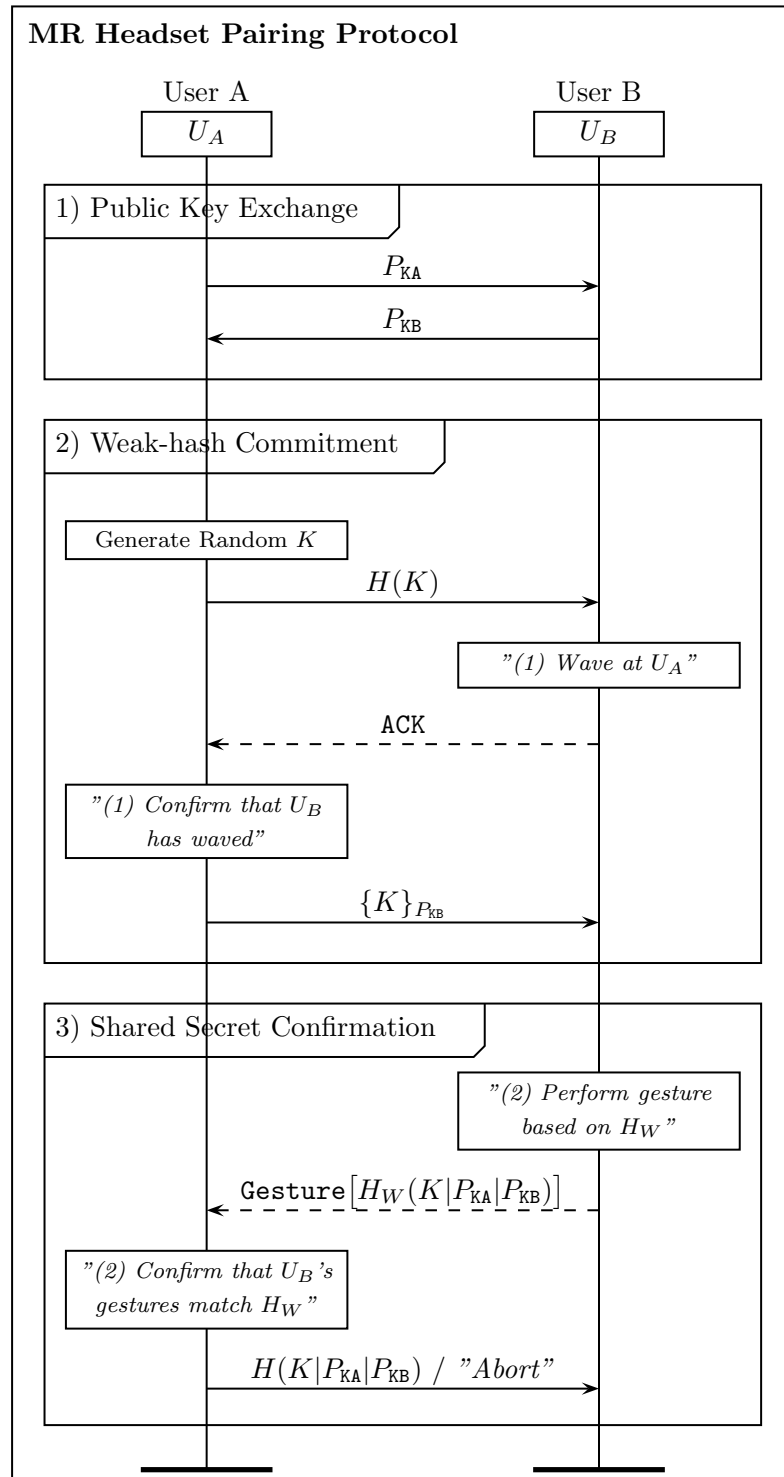 MR Headset Pairing Protocol
User A
User B
U_A
U_B
1) Public Key Exchange
P_KA
P_KB
2) Weak-hash Commitment
Generate Random K
H(K)
"(1) Wave at U_A"
ACK
"(1) Confirm that U_B
has waved"
{K}_{P_KB}
3) Shared Secret Confirmation
"(2) Perform gesture
based on H_W"
Gesture[H_W(K|P_KA|P_KB)]
"(2) Confirm that U_B's
gestures match H_W"
H(K|P_KA|P_KB) / "Abort"